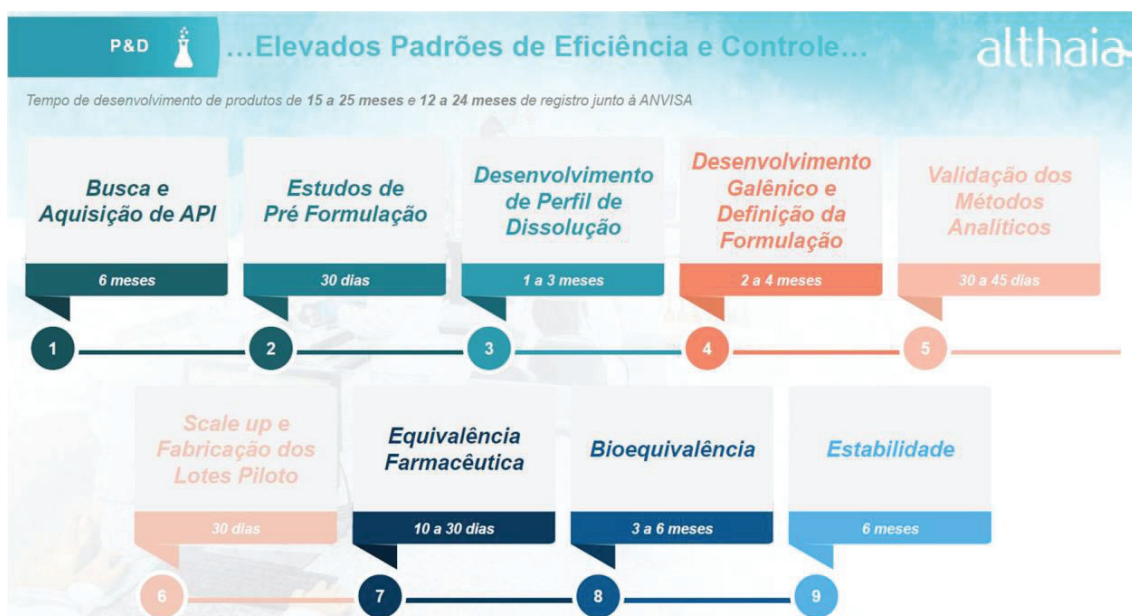 P&D
...Elevados Padrões de Eficiência e Controle...
althaia
Tempo de desenvolvimento de produtos de 15 a 25 meses e 12 a 24 meses de registro junto à ANVISA
Busca e
Aquisição de API
6 meses
1
Estudos de
Pré Formulação
30 dias
2
Desenvolvimento
de Perfil de
Dissolução
1 a 3 meses
3
Desenvolvimento
Galênico e
Definição da
Formulação
2 a 4 meses
4
Validação dos
Métodos
Analíticos
30 a 45 dias
5
Scale up e
Fabricação dos
Lotes Piloto
30 dias
6
Equivalência
Farmacêutica
10 a 30 dias
7
Bioequivalência
3 a 6 meses
8
Estabilidade
6 meses
9